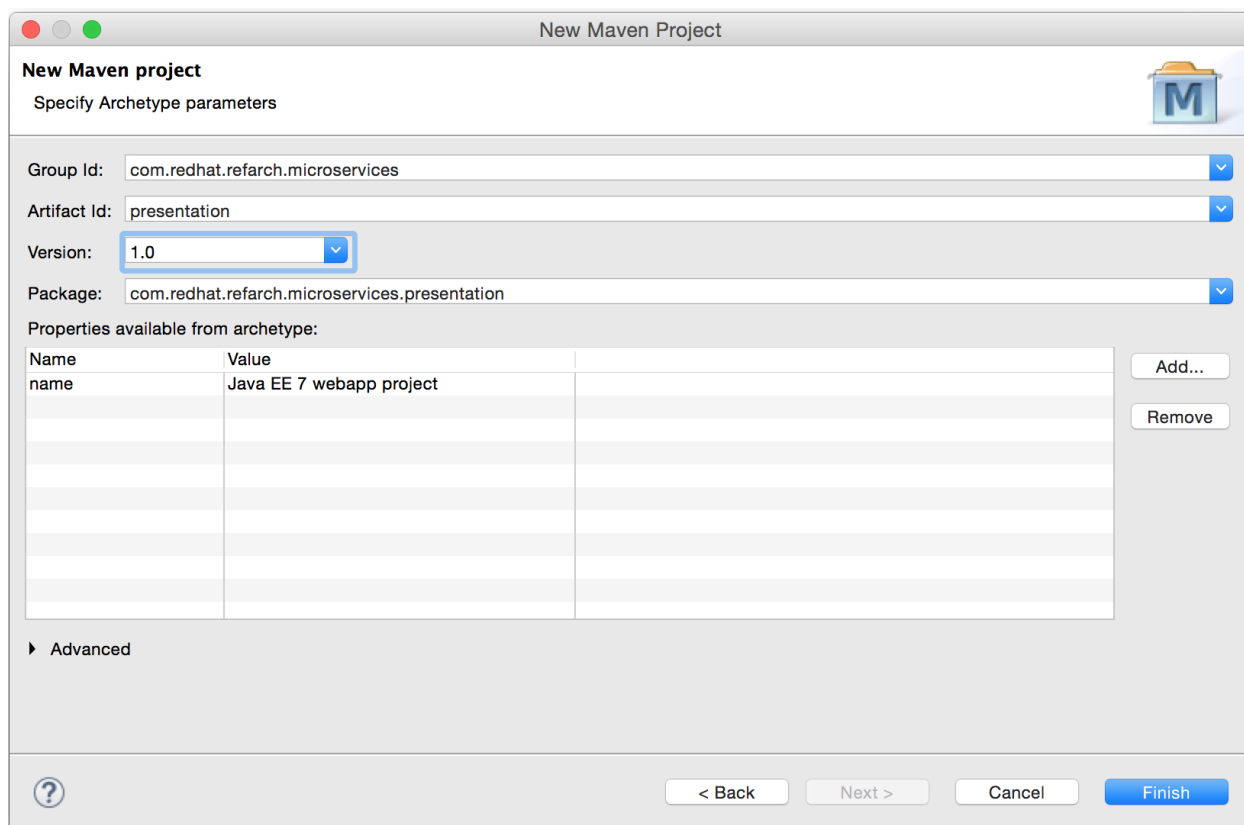 New Maven Project
New Maven project
Specify Archetype parameters
M
Group Id: com.redhat.refarch.microservices
Artifact Id: presentation
Version: 1.0
Package: com.redhat.refarch.microservices.presentation
Properties available from archetype:
Name Value
name Java EE 7 webapp project
Add...
Remove
Advanced
? < Back Next > Cancel Finish